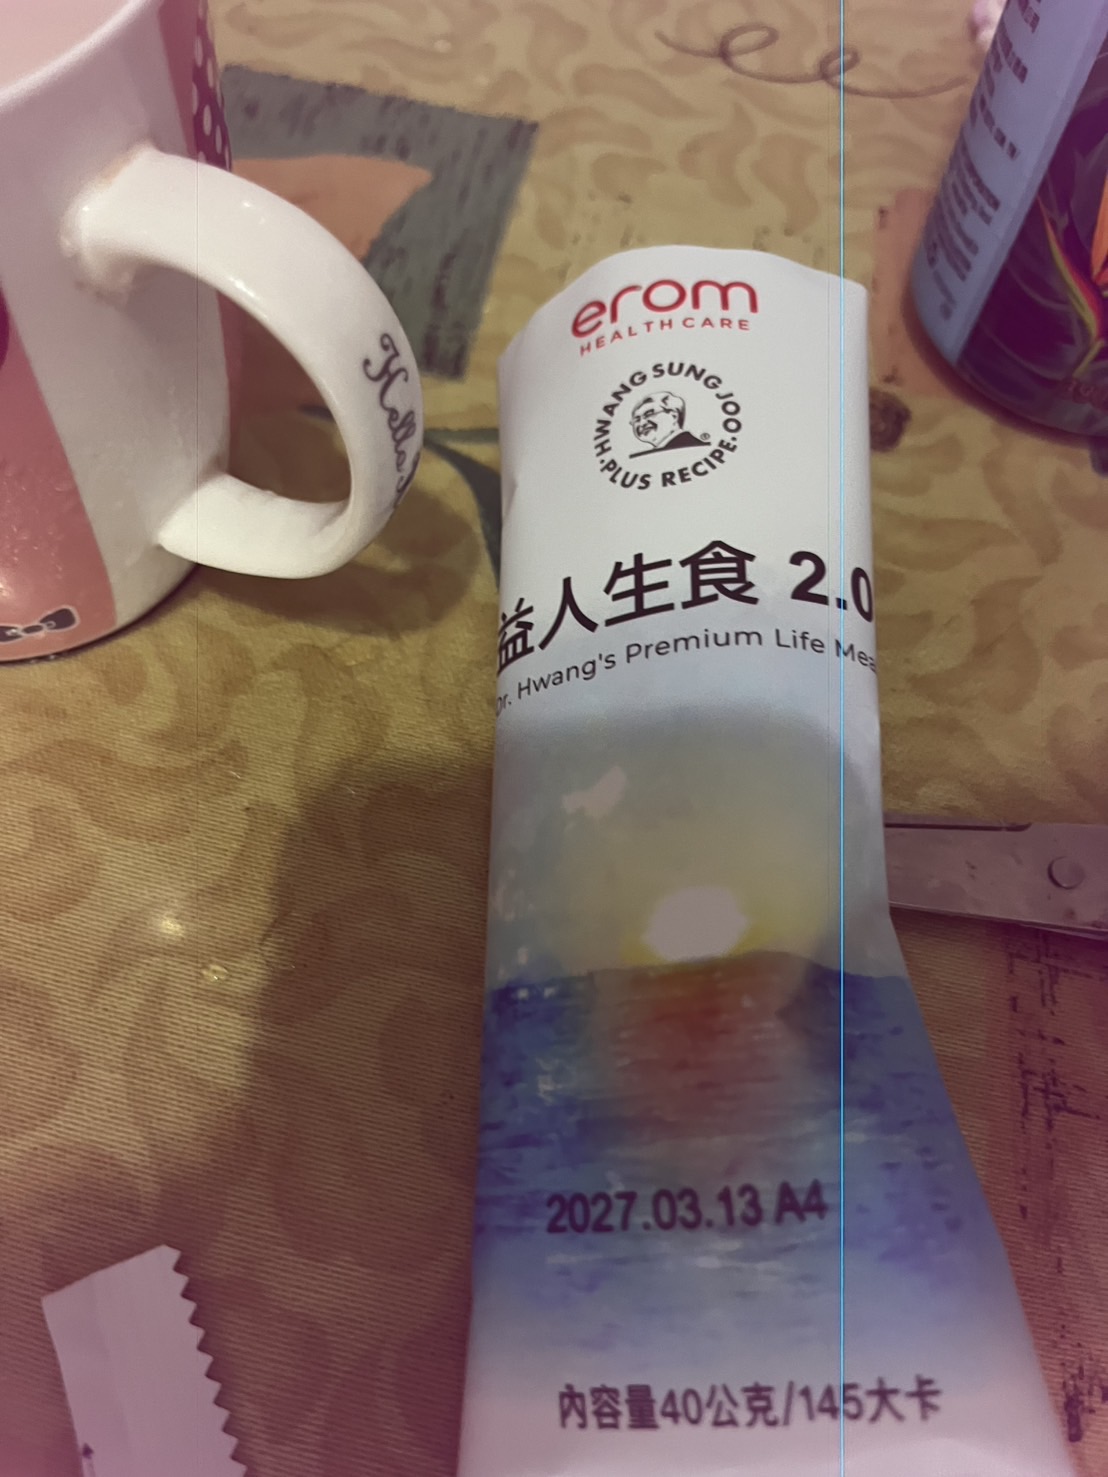 erom
HEALTH CARE
HWANG SUNG JOO
PLUS RECIPE
益人生食 2.0
Dr. Hwang's Premium Life
2027.03.13 A4
內容量40公克/145大卡
Hello